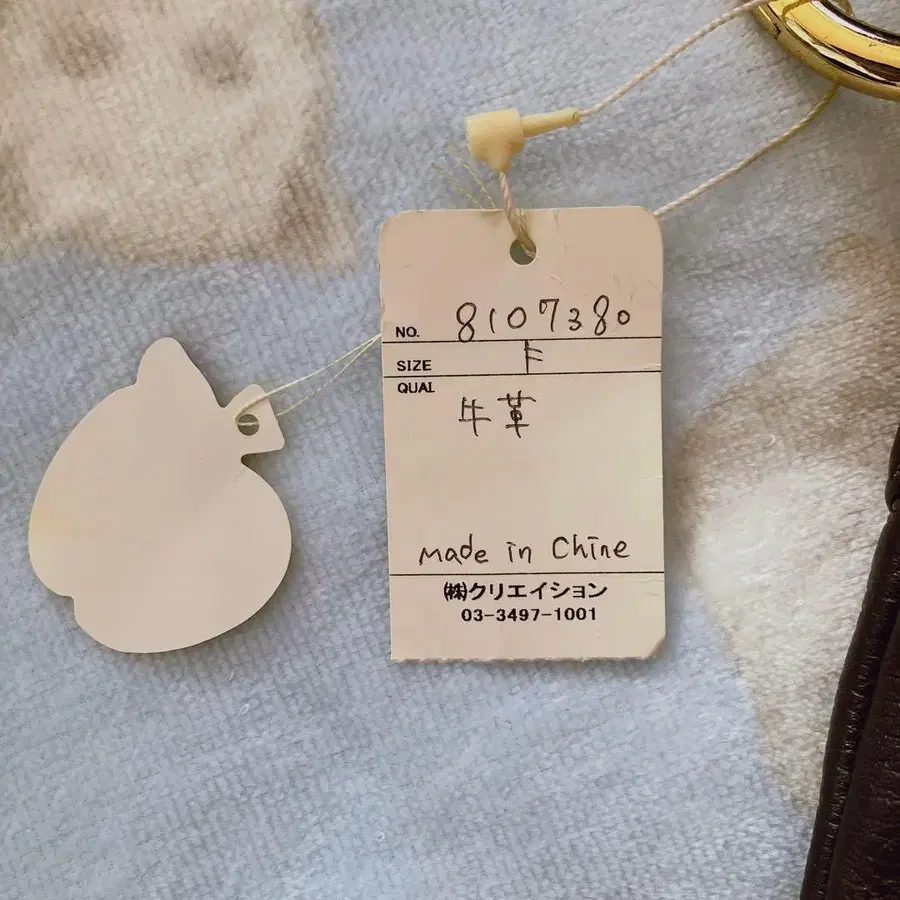 NO. 8107380
SIZE F
QUAL 牛革
made in Chine
㈱クリエイション
03-3497-1001